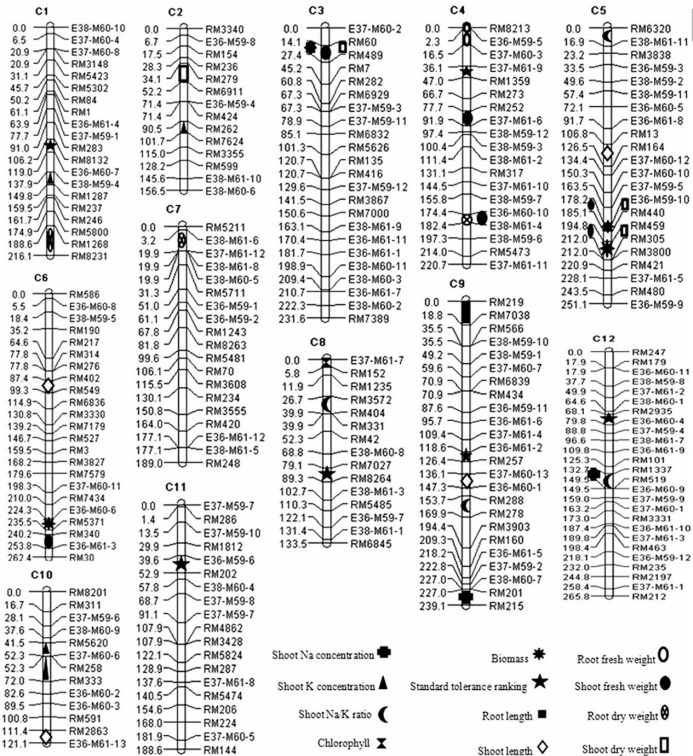 C1
0.0 E38-M60-10
6.5 E37-M60-4
20.9 E37-M60-8
20.9 RM3148
31.1 RM5423
45.7 RM5302
50.2 RM84
61.1 RM1
63.9 E36-M61-4
77.7 E37-M59-1
91.0 RM283
106.2 RM8132
119.0 E36-M60-7
137.9 E38-M59-4
149.8 RM1287
159.5 RM237
161.7 RM246
174.9 RM5800
188.6 RM1268
216.1 RM8231
C2
0.0 RM3340
6.7 E36-M59-8
17.5 RM154
28.3 RM236
34.1 RM279
52.2 RM6911
71.4 E36-M59-4
71.4 RM424
90.5 RM262
101.7 RM7624
115.0 RM3355
128.2 RM599
145.6 E38-M61-10
156.5 E38-M60-6
C3
0.0 E37-M60-2
14.1 RM60
27.4 RM489
45.2 RM7
60.8 RM282
67.3 RM6929
67.3 E37-M59-3
78.9 E37-M59-11
85.1 RM6832
101.3 RM5626
120.7 RM135
120.7 RM416
129.6 E37-M59-12
141.5 RM3867
150.6 RM7000
163.1 E38-M61-9
170.4 E36-M59-11
181.1 E36-M61-7
198.9 E38-M60-11
209.4 E38-M60-3
210.7 E36-M61-7
222.3 E38-M60-2
231.6 RM7389
C4
0.0 RM8213
2.3 E36-M59-5
16.5 E37-M60-3
36.1 E37-M61-9
47.0 RM1359
66.7 RM273
77.7 RM252
91.9 E37-M61-6
97.4 E38-M59-12
100.4 E38-M59-3
111.4 E38-M61-2
131.1 RM317
144.5 E37-M61-10
155.8 E38-M59-7
174.4 E36-M60-10
182.4 E38-M61-4
197.3 E38-M59-6
214.0 RM5473
220.7 E37-M61-11
C5
0.0 RM6320
16.9 E38-M61-11
23.2 RM3838
33.5 E36-M59-3
49.6 E38-M59-2
57.4 E38-M60-5
72.1 E36-M61-8
106.8 RM13
126.5 RM164
134.4 E37-M60-12
150.3 E37-M60-10
163.5 E37-M59-5
178.2 E36-M59-10
185.1 RM440
194.8 RM459
212.0 RM305
212.0 RM3800
220.9 RM421
228.1 E37-M61-5
243.5 RM480
251.1 E36-M59-9
C6
0.0 RM586
5.5 E36-M60-8
18.4 E38-M59-5
35.2 RM190
64.6 RM217
77.8 RM314
77.8 RM276
87.4 RM402
99.3 RM549
114.9 RM6836
130.8 RM3330
139.2 RM7179
146.7 RM527
159.5 RM3
168.2 RM3827
179.6 RM7579
198.3 E36-M60-11
210.0 RM7434
224.3 E36-M60-6
235.5 RM5371
240.2 RM340
253.8 E36-M61-3
262.4 RM30
C7
0.0 RM5211
3.2 E38-M61-6
19.9 E37-M61-12
19.9 E38-M61-8
19.9 E38-M60-5
31.3 RM5711
51.0 E36-M59-1
61.1 E36-M59-2
67.8 RM1243
81.8 RM8263
99.6 RM5481
106.1 RM70
115.5 RM3608
130.1 RM234
150.8 RM3555
164.0 RM420
177.1 E36-M61-12
177.1 E38-M61-5
189.0 RM248
C8
0.0 E37-M61-7
5.8 RM152
11.9 RM1235
26.7 RM3572
39.9 RM404
39.9 RM331
52.3 RM42
68.8 E38-M60-8
79.1 RM7027
89.3 RM8264
102.7 E38-M61-3
110.3 RM5485
122.1 E36-M59-7
131.4 E38-M61-1
133.5 RM6845
C9
0.0 RM219
18.8 RM7038
35.5 RM566
35.5 E38-M59-10
49.2 E38-M59-1
59.6 E37-M60-7
70.9 RM6839
70.9 RM434
87.6 E36-M59-11
95.7 E36-M61-6
109.4 E37-M61-4
118.6 E36-M61-2
126.4 RM257
136.1 E37-M60-13
147.3 E36-M60-1
153.7 RM288
169.9 RM278
194.4 RM3903
209.3 RM160
218.2 E36-M61-5
218.1 E37-M59-2
222.8 E38-M60-7
227.0 RM201
239.1 RM215
C10
0.0 RM8201
16.7 RM311
28.1 E37-M59-6
37.6 E38-M60-9
41.5 RM5620
52.3 E37-M60-6
52.3 RM258
72.0 RM333
82.6 E36-M60-2
89.5 E36-M60-3
100.8 RM591
111.4 RM2863
121.1 E36-M61-13
C11
0.0 E37-M59-7
1.4 RM286
13.5 E37-M59-10
29.9 RM1812
39.6 E36-M59-6
52.9 RM202
57.8 E38-M60-4
68.7 E37-M59-8
91.1 E37-M59-7
107.9 RM4862
107.9 RM3428
122.1 RM5824
128.9 RM287
137.6 E37-M61-8
140.5 RM5474
154.6 RM206
168.0 RM224
181.9 E37-M60-5
188.6 RM144
C12
0.0 RM247
17.9 RM179
17.9 E36-M60-11
37.7 E38-M59-8
49.9 E37-M61-2
64.6 E38-M60-1
68.1 RM2935
79.8 E36-M60-4
88.8 E37-M59-4
96.6 E38-M61-7
109.8 E36-M61-9
125.3 RM101
132.7 RM1337
149.5 RM519
149.5 E36-M60-9
159.0 E37-M59-9
163.2 E37-M60-1
173.0 RM3331
187.4 E36-M61-10
189.8 E37-M61-3
198.4 RM463
218.1 E36-M59-12
232.0 RM235
244.8 RM2197
258.4 E37-M61-1
265.8 RM212
Shoot Na concentration
Shoot K concentration
Shoot Na/K ratio
Chlorophyll
Biomass
Standard tolerance ranking
Root length
Shoot length
Root fresh weight
Shoot fresh weight
Root dry weight
Shoot dry weight